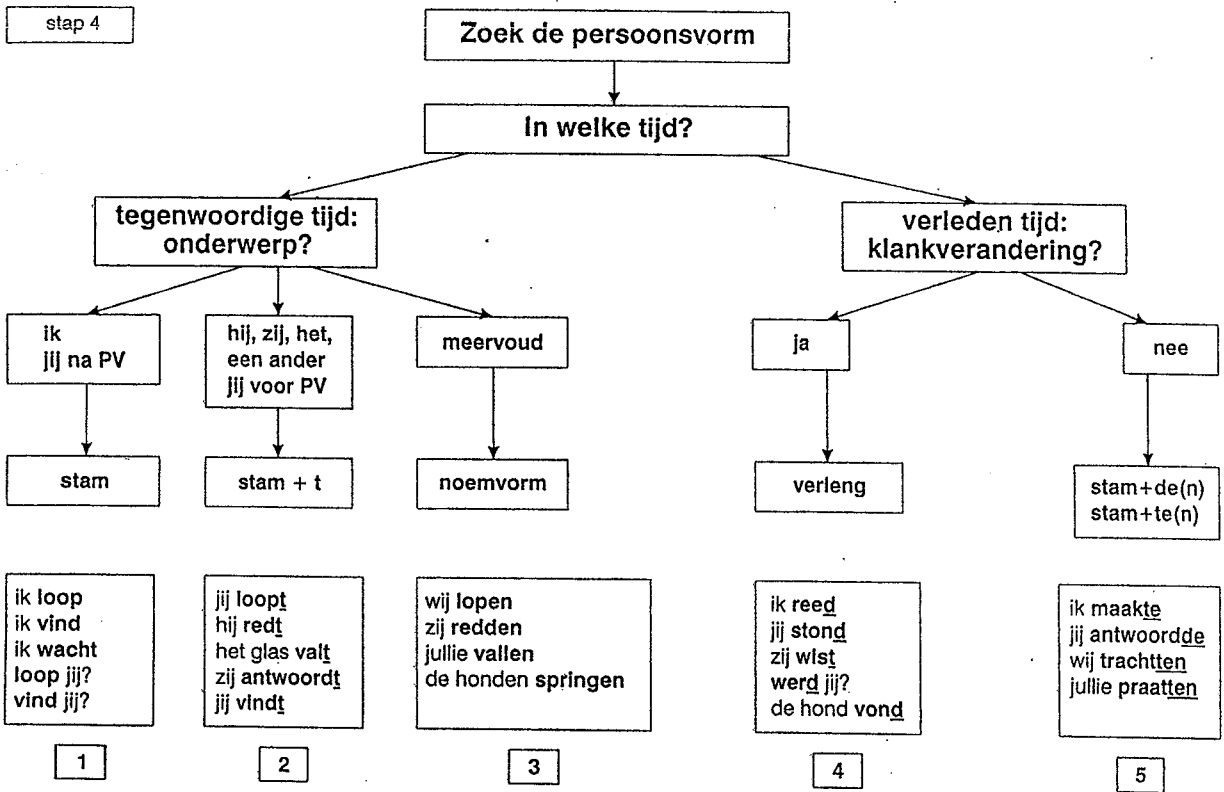 stap 4
Zoek de persoonsvorm
In welke tijd?
tegenwoordige tijd:
onderwerp?
verleden tijd:
klankverandering?
ik
jij na PV
hij, zij, het,
een ander
jij voor PV
meervoud
ja
nee
stam
stam + t
noemvorm
verleng
stam+de(n)
stam+te(n)
ik loop
ik vind
ik wacht
loop jij?
vind jij?
jij loopt
hij redt
het glas valt
zij antwoordt
jij vindt
wij lopen
zij redden
jullie vallen
de honden springen
ik reed
jij stond
zij wist
werd jij?
de hond vond
ik maakte
jij antwoordde
wij trachtten
jullie praatten
1
2
3
4
5